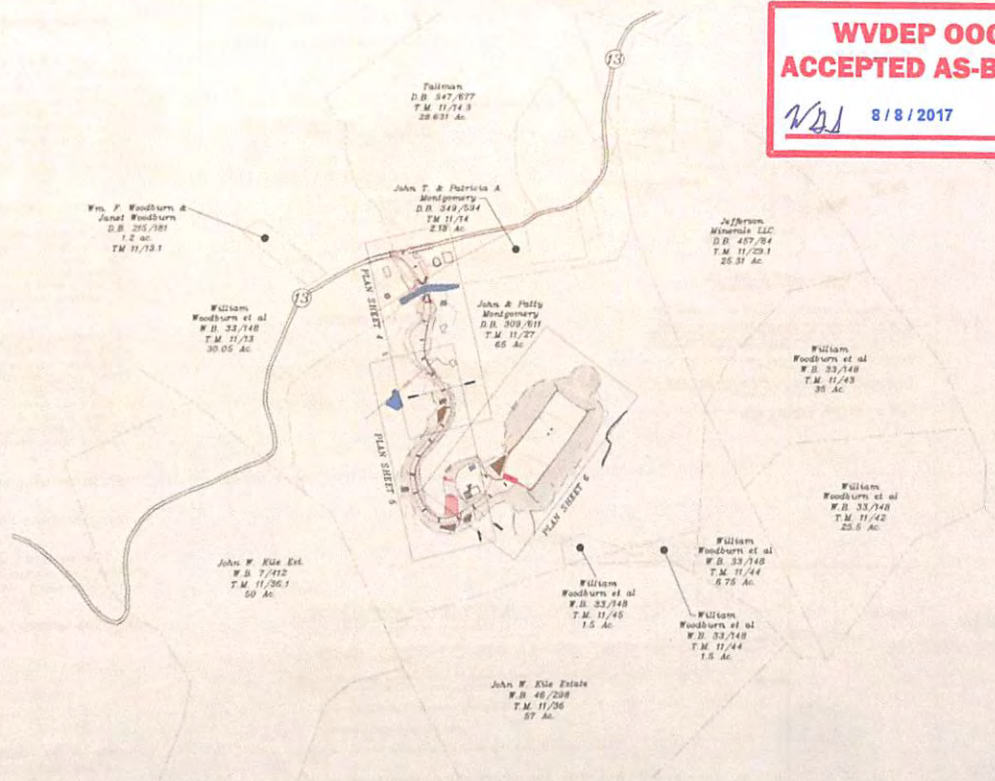 WVDEP OOG
ACCEPTED AS-B
8/8/2017
13
Tallman
D.B. 547/677
T.M. 11/14.3
28.631 Ac.
John T. & Patricia A
Montgomery
D.B. 349/594
TM 11/14
2.13 Ac.
Wm. F. Woodburn &
Janet Woodburn
D.B. 215/181
1.2 ac.
TM 11/13.1
Jefferson
Minerals LLC.
D.B. 457/84
T.M. 11/29.1
25.31 Ac.
13
William
Woodburn et al
W.B. 33/148
T.M. 11/13
30.05 Ac.
PLAN SHEET 4
John & Patty
Montgomery
D.B. 309/611
T.M. 11/27
65 Ac.
William
Woodburn et al
W.B. 33/148
T.M. 11/43
35 Ac.
PLAN SHEET 5
PLAN SHEET 6
William
Woodburn et al
W.B. 33/148
T.M. 11/42
25.5 Ac.
John W. Kile Est.
W.B. 7/412
T.M. 11/36.1
50 Ac.
William
Woodburn et al
W.B. 33/148
T.M. 11/44
6.75 Ac.
William
Woodburn et al
W.B. 33/148
T.M. 11/45
1.5 Ac.
William
Woodburn et al
W.B. 33/148
T.M. 11/44
1.5 Ac.
John W. Kile Estate
W.B. 46/298
T.M. 11/36
57 Ac.